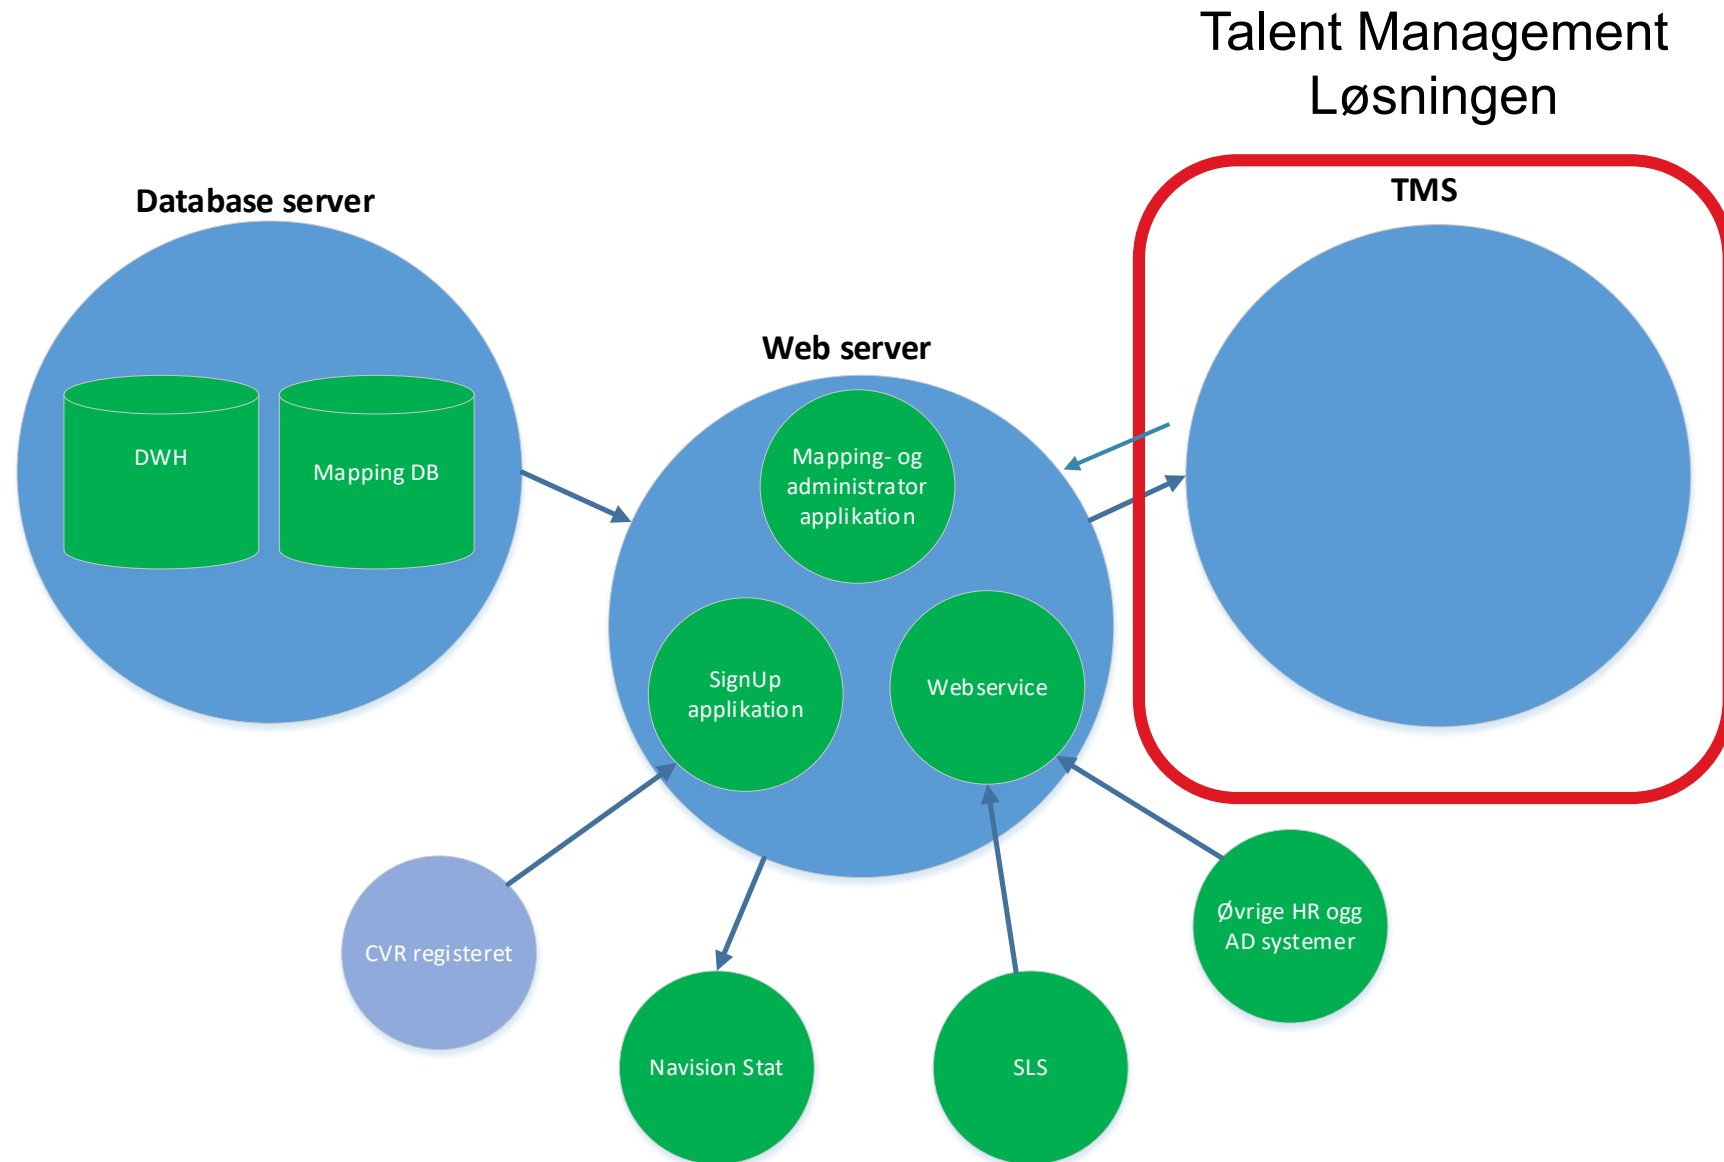 Talent Management
Løsningen
TMS
Database server
Web server
DWH
Mapping DB
Mapping- og
administrator
applikation
SignUp
applikation
Webservice
CVR registeret
Navision Stat
SLS
Øvrige HR ogg
AD systemer